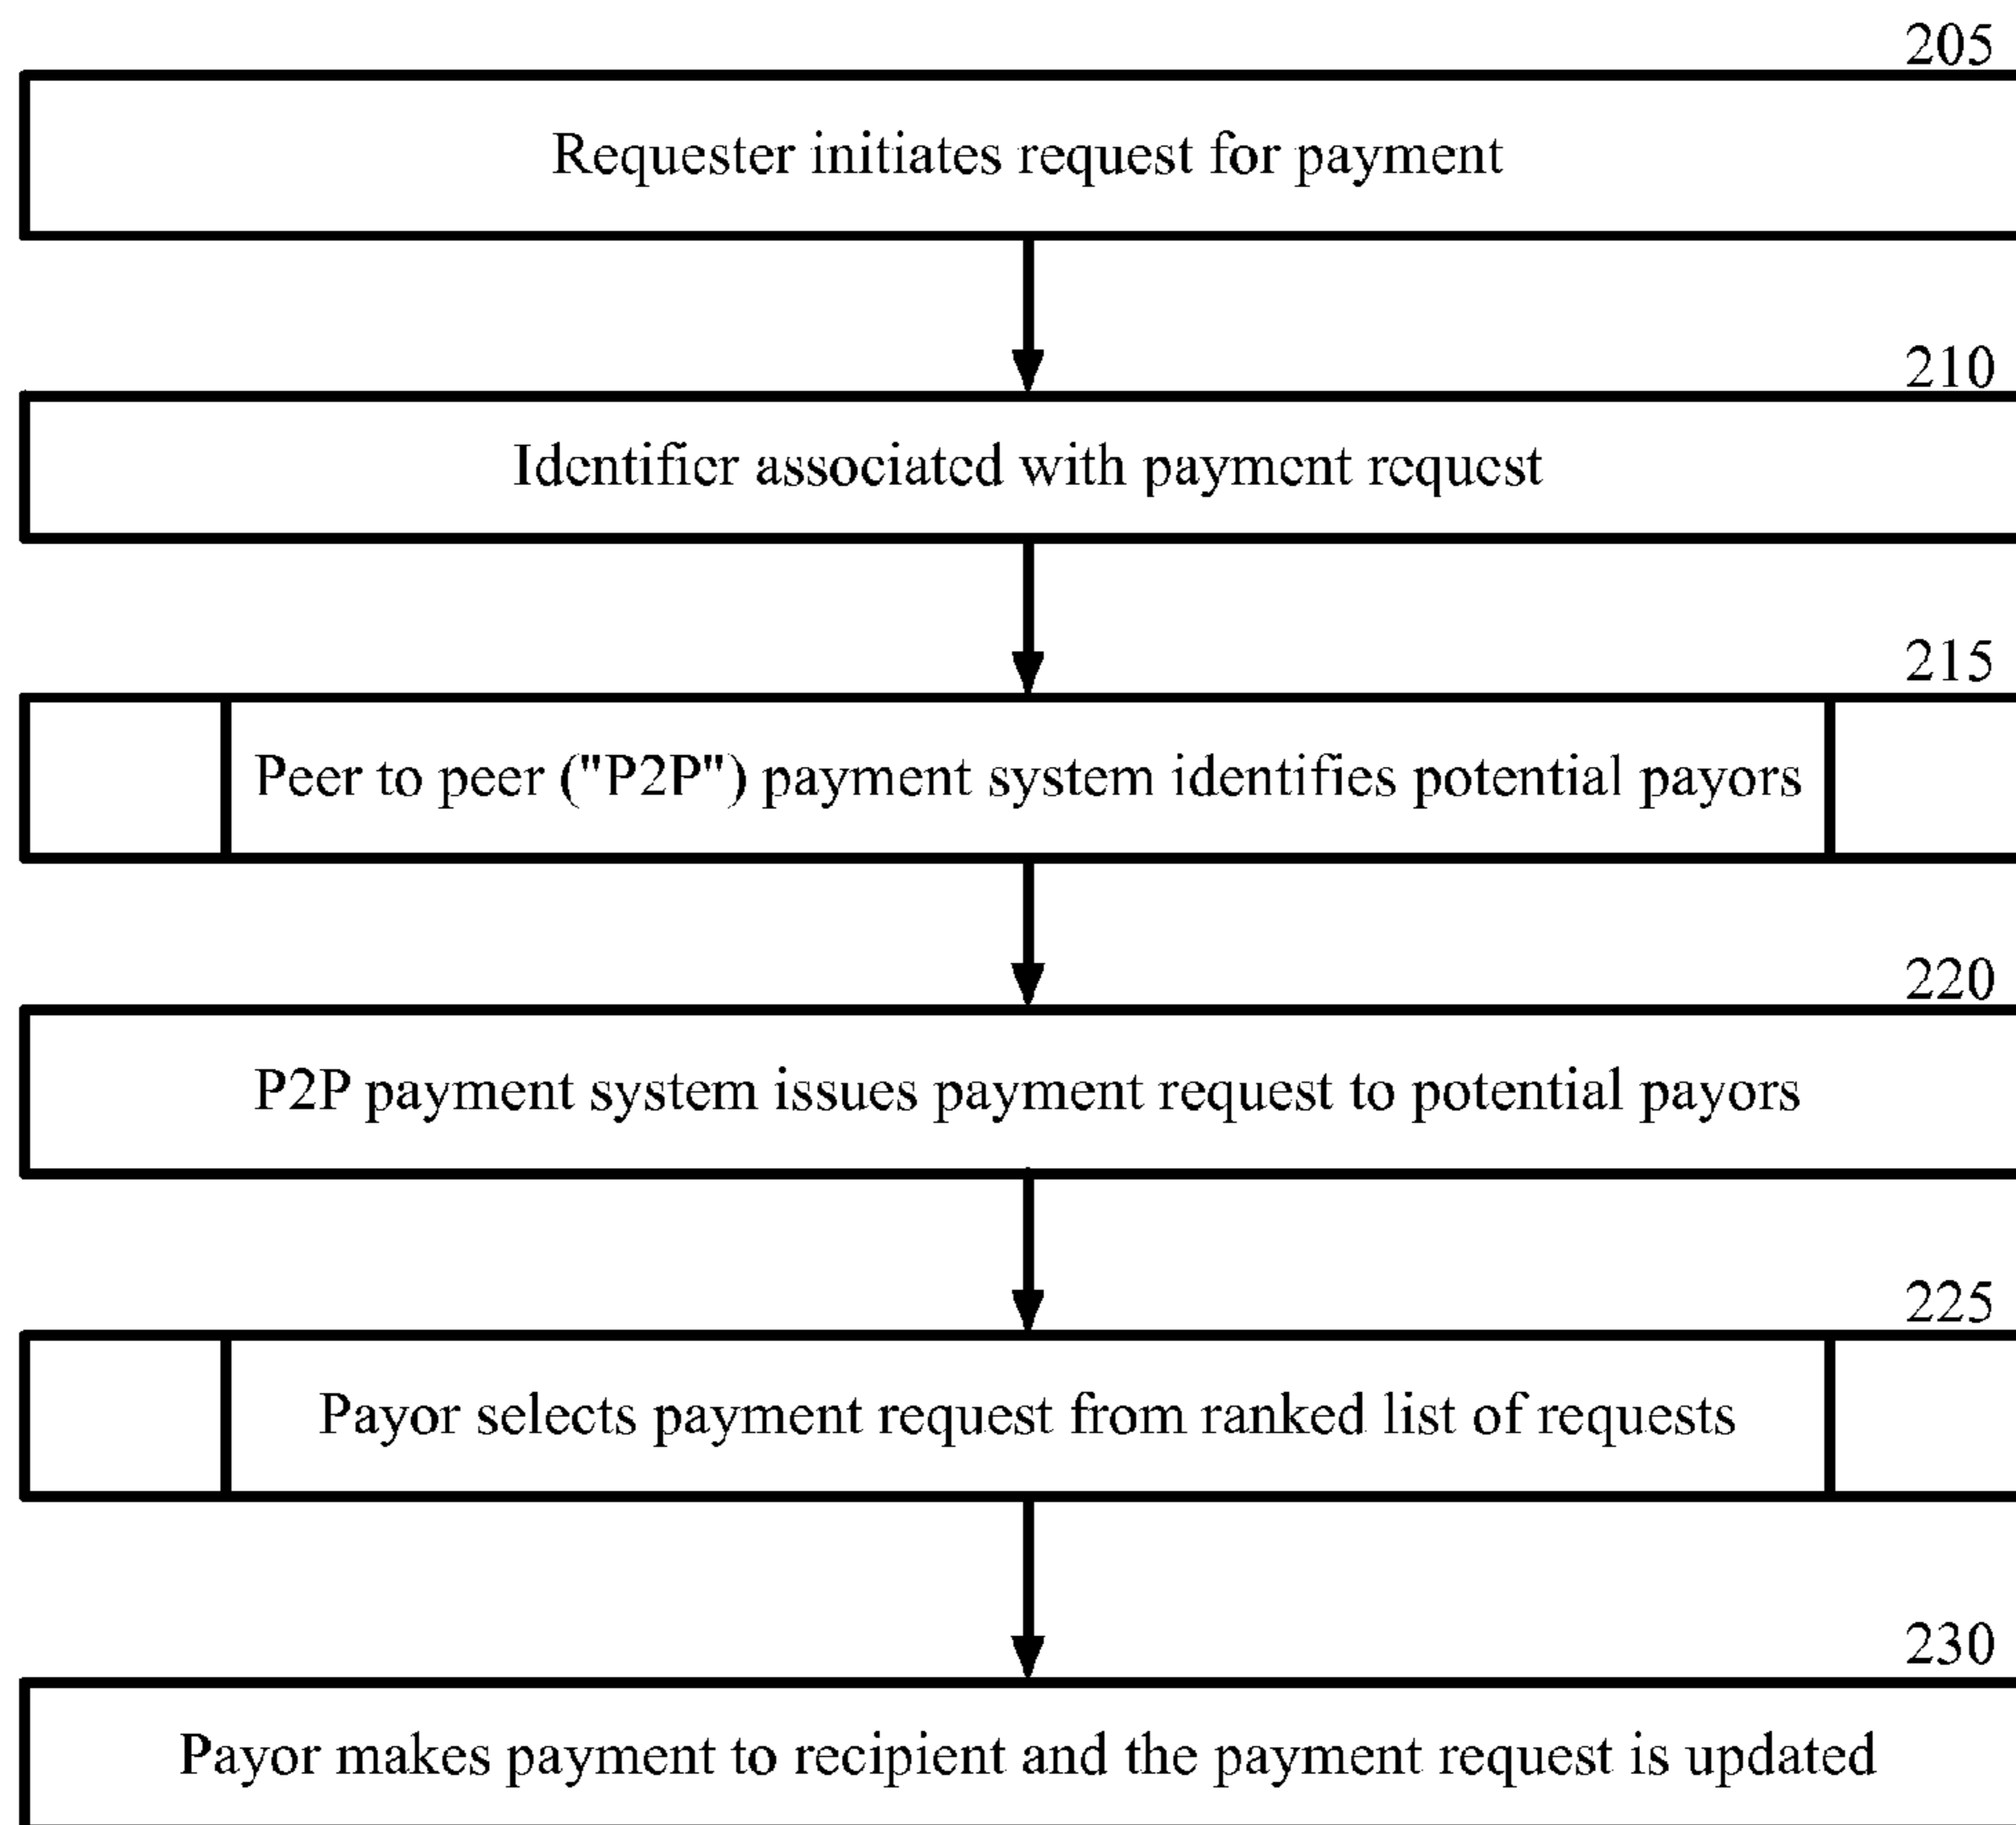 205
Requester initiates request for payment
210
Identifier associated with payment request
215
Peer to peer ("P2P") payment system identifies potential payors
220
P2P payment system issues payment request to potential payors
225
Payor selects payment request from ranked list of requests
230
Payor makes payment to recipient and the payment request is updated